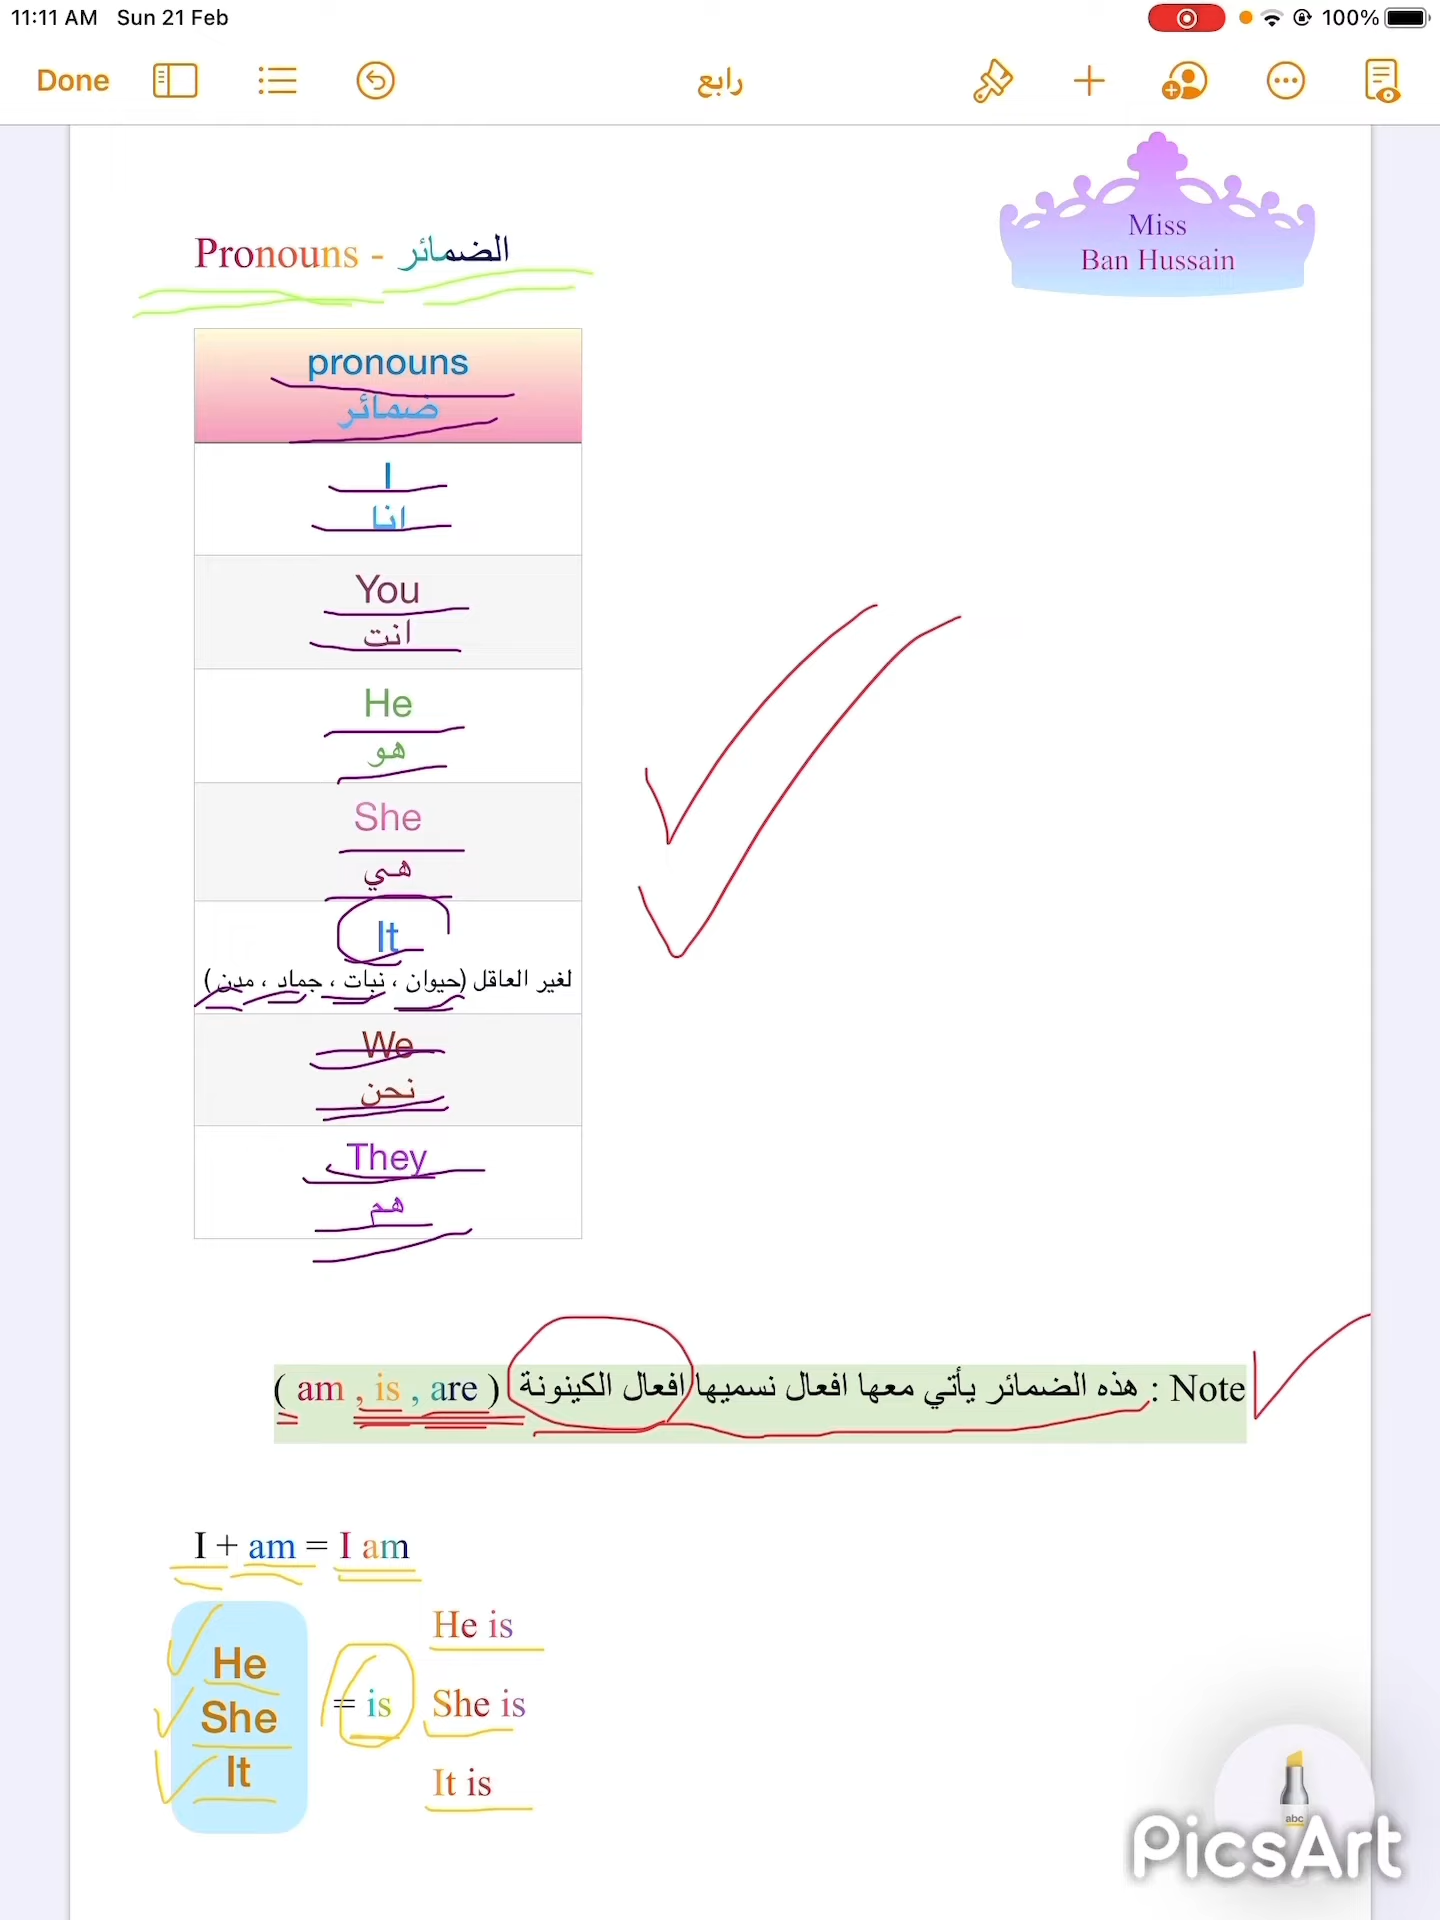 11:11 AM Sun 21 Feb 100%
Done رابع
Miss
Ban Hussain
Pronouns - الضمائر
pronouns
ضمائر
I
انا
You
انت
He
هو
She
هي
It
لغير العاقل (حيوان ، نبات ، جماد ، مدن)
We
نحن
They
هم
Note : هذه الضمائر يأتي معها افعال نسميها افعال الكينونة ( am , is , are )
I + am = I am
He
She
It
= is
He is
She is
It is
abc
PicsArt